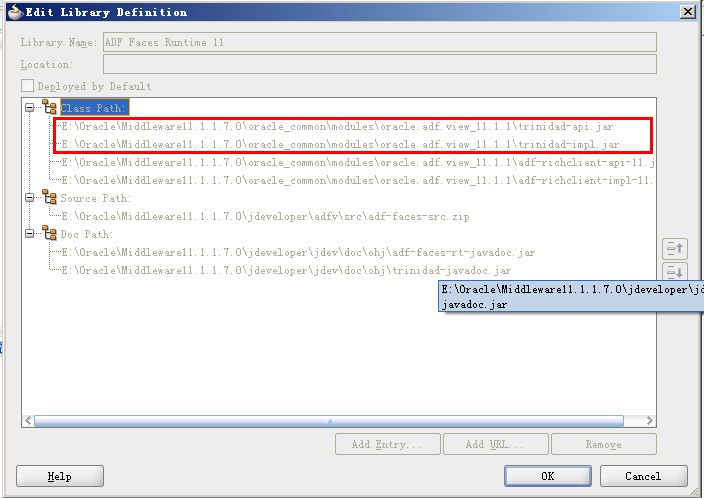 Edit Library Definition
Library Name: ADF Faces Runtime 11
Location:
Deployed by Default
Class Path:
E:\Oracle\Middleware11.1.1.7.0\oracle_common\modules\oracle.adf.view_11.1.1\trinidad-api.jar
E:\Oracle\Middleware11.1.1.7.0\oracle_common\modules\oracle.adf.view_11.1.1\trinidad-impl.jar
E:\Oracle\Middleware11.1.1.7.0\oracle_common\modules\oracle.adf.view_11.1.1\adf-richclient-api-11.j
E:\Oracle\Middleware11.1.1.7.0\oracle_common\modules\oracle.adf.view_11.1.1\adf-richclient-impl-11.
Source Path:
E:\Oracle\Middleware11.1.1.7.0\jdeveloper\adfv\src\adf-faces-src.zip
Doc Path:
E:\Oracle\Middleware11.1.1.7.0\jdeveloper\jdev\doc\ohj\adf-faces-rt-javadoc.jar
E:\Oracle\Middleware11.1.1.7.0\jdeveloper\jdev\doc\ohj\trinidad-javadoc.jar
E:\Oracle\Middleware11.1.1.7.0\jdeveloper\jd
javadoc.jar
Add Entry...
Add URL...
Remove
Help
OK
Cancel